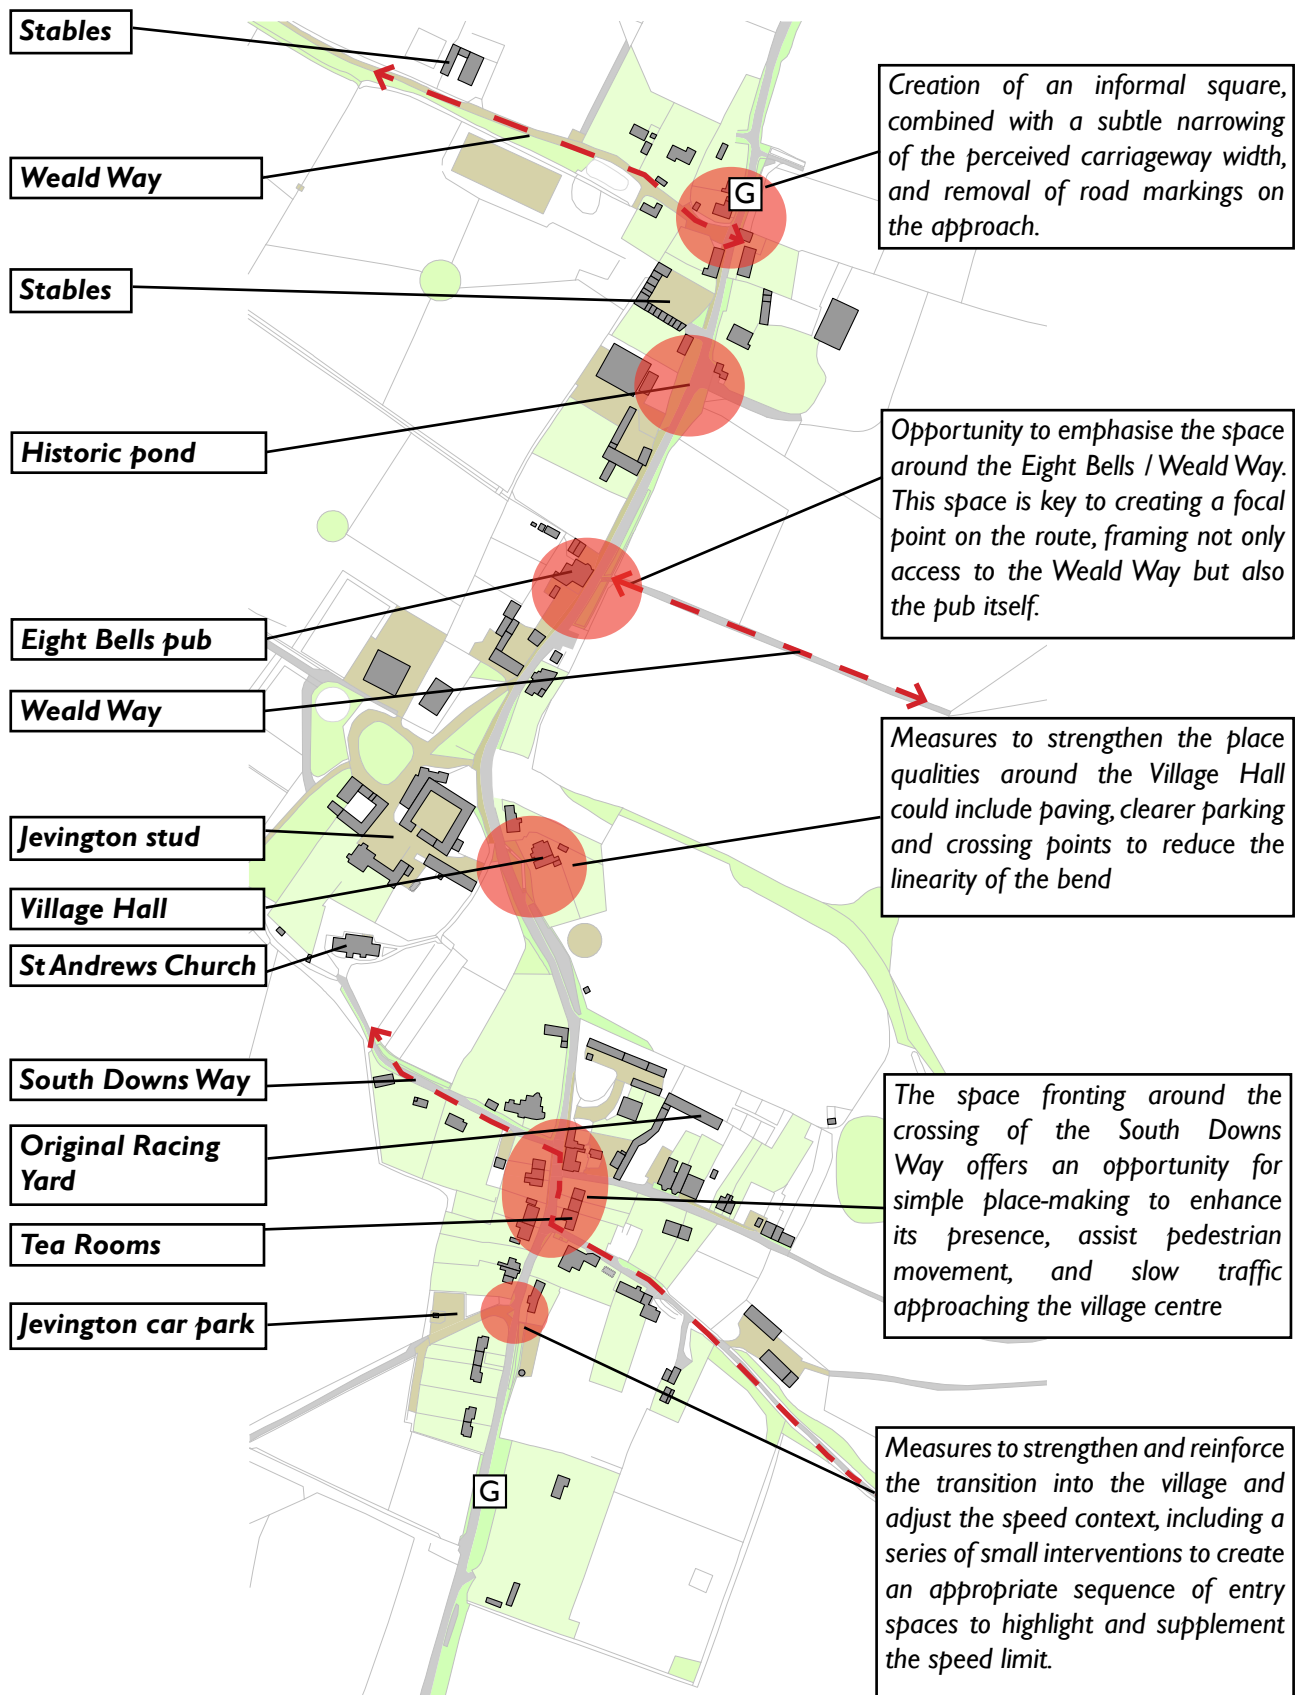 Stables
Weald Way
Stables
Historic pond
Eight Bells pub
Weald Way
Jevington stud
Village Hall
St Andrews Church
South Downs Way
Original Racing
Yard
Tea Rooms
Jevington car park
G
G
Creation of an informal square,
combined with a subtle narrowing
of the perceived carriageway width,
and removal of road markings on
the approach.
Opportunity to emphasise the space
around the Eight Bells / Weald Way.
This space is key to creating a focal
point on the route, framing not only
access to the Weald Way but also
the pub itself.
Measures to strengthen the place
qualities around the Village Hall
could include paving, clearer parking
and crossing points to reduce the
linearity of the bend
The space fronting around the
crossing of the South Downs
Way offers an opportunity for
simple place-making to enhance
its presence, assist pedestrian
movement, and slow traffic
approaching the village centre
Measures to strengthen and reinforce
the transition into the village and
adjust the speed context, including a
series of small interventions to create
an appropriate sequence of entry
spaces to highlight and supplement
the speed limit.